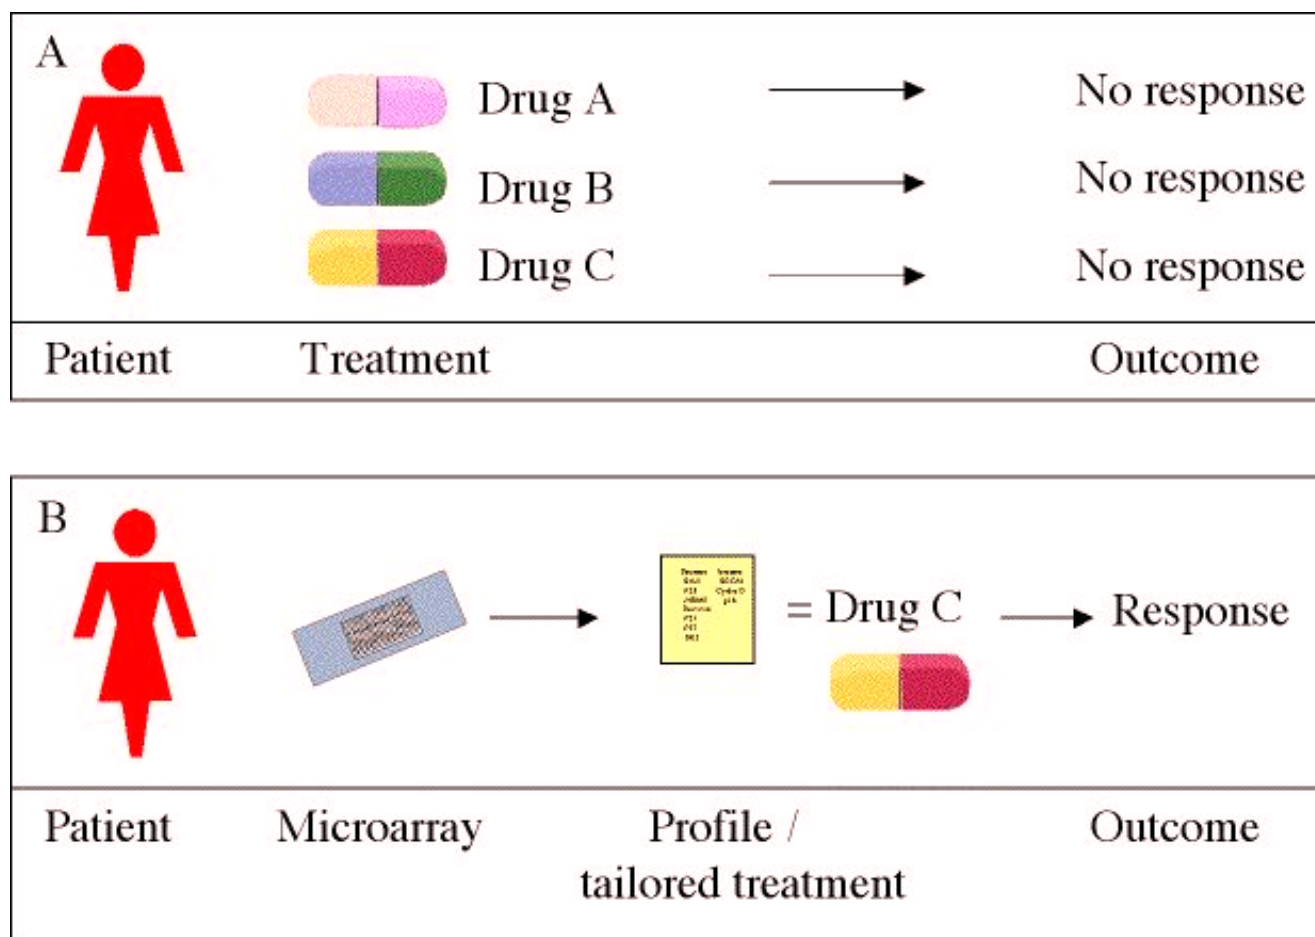 A
Drug A
No response
Drug B
No response
Drug C
No response
Patient
Treatment
Outcome
B
= Drug C
Response
Patient
Microarray
Profile /
tailored treatment
Outcome